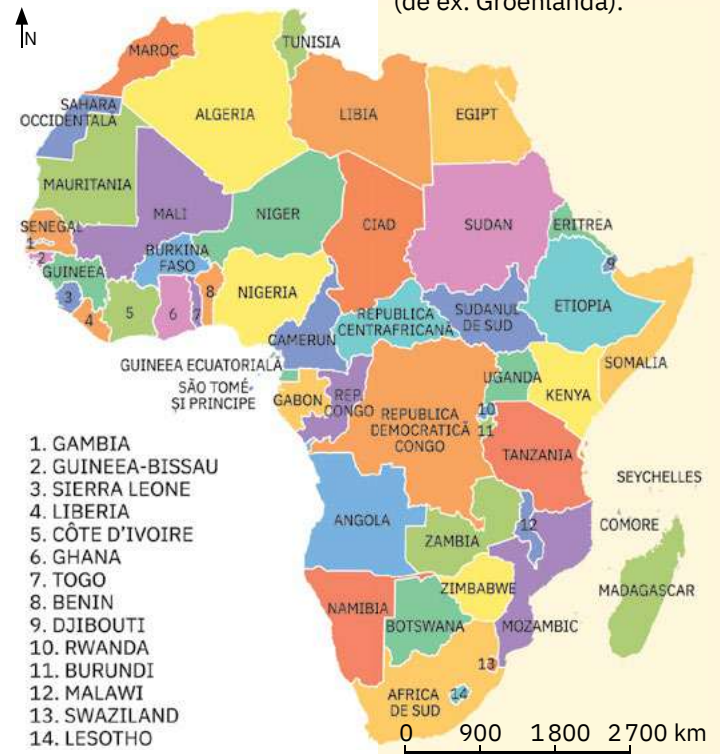 (de ex. Groenlanda).
N
MAROC
TUNISIA
ALGERIA
LIBIA
EGIPT
SAHARA
OCCIDENTALĂ
MAURITANIA
MALI
NIGER
CIAD
SUDAN
ERITREA
SENEGAL
1
2
GUINEEA
BURKINA
FASO
9
3
4
5
6
7
8
NIGERIA
ETIOPIA
REPUBLICA
CENTRAFRICANĂ
SUDANUL
DE SUD
CAMERUN
SOMALIA
GUINEEA ECUATORIALĂ
SÃO TOMÉ
ȘI PRINCIPE
GABON
REP.
CONGO
REPUBLICA
DEMOCRATICĂ
CONGO
UGANDA
KENYA
10
11
TANZANIA
SEYCHELLES
ANGOLA
12
COMORE
ZAMBIA
MADAGASCAR
ZIMBABWE
NAMIBIA
BOTSWANA
MOZAMBIC
13
14
AFRICA
DE SUD
1. GAMBIA
2. GUINEEA-BISSAU
3. SIERRA LEONE
4. LIBERIA
5. CÔTE D'IVOIRE
6. GHANA
7. TOGO
8. BENIN
9. DJIBOUTI
10. RWANDA
11. BURUNDI
12. MALAWI
13. SWAZILAND
14. LESOTHO
0 900 1800 2700 km